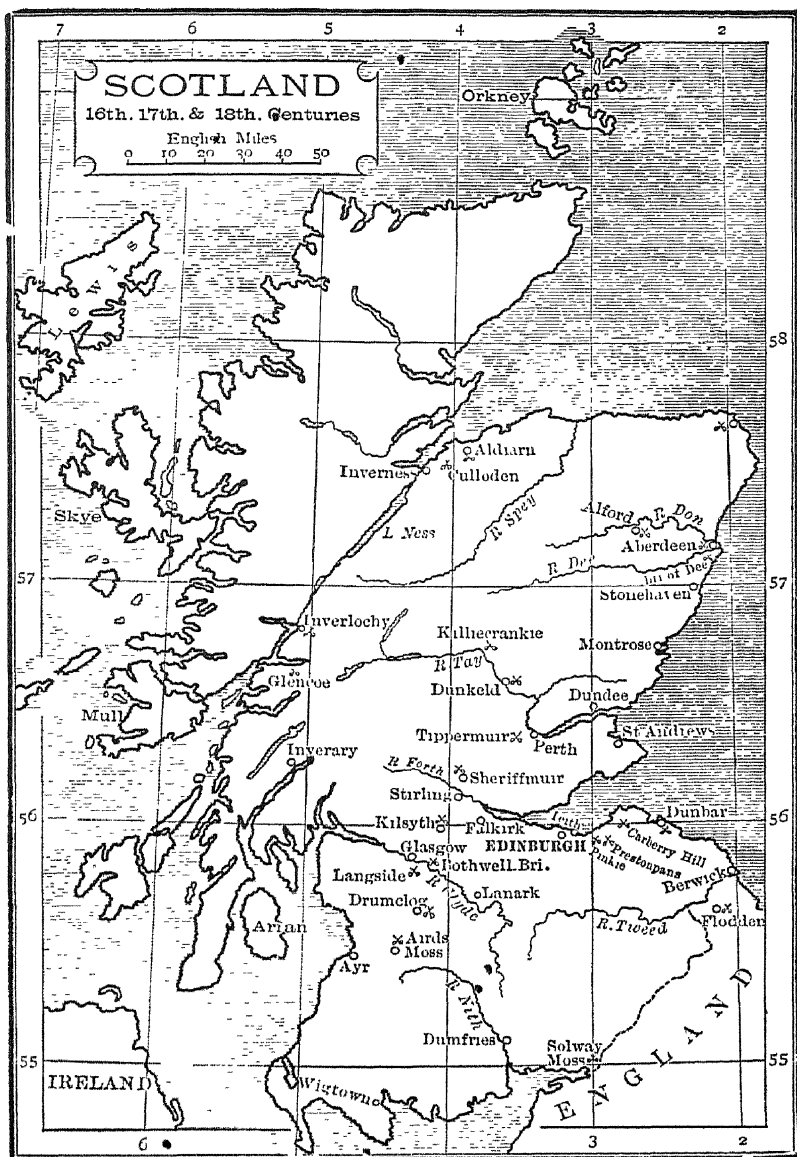 7 6 5 4 3 2
SCOTLAND
16th. 17th. & 18th. Centuries
English Miles
0 10 20 30 40 50
Orkney
Lewis
58 58
Aldiarn
Inverness
Culloden
Skye
L Ness
R Spey
Alford
R Don
Aberdeen
R Dee
57 57
Stonehaven
Inverlochy
Killiecrankie
Montrose
R Tay
Glencoe
Dunkeld
Dundee
Mull
Tippermuir
Perth
St Andrews
Inverary
R Forth
Sheriffmuir
Stirling
56 56
Kilsyth
Falkirk
Leith
Dunbar
EDINBURGH
Carberry Hill
Prestonpans
Pinkie
Glasgow
Bothwell Bri.
Langside
R Clyde
Lanark
Berwick
Drumclog
Flodden
Arran
R. Tweed
Airds
Moss
Ayr
R Nith
Dumfries
Solway
Moss
55 55
IRELAND
Wigtown
ENGLAND
6 3 2